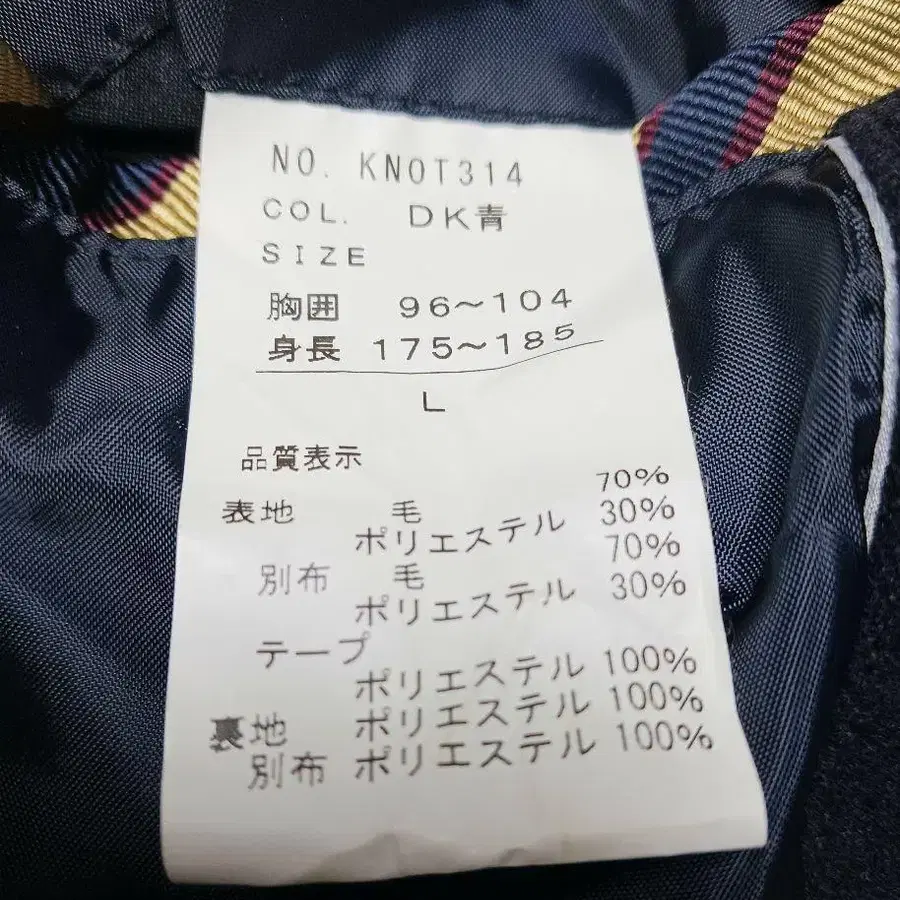 NO. KNOT314
COL. DK青
SIZE
胸囲 96~104
身長 175~185
L
品質表示
表地 毛 70%
ポリエステル 30%
別布 毛 70%
ポリエステル 30%
テープ
ポリエステル 100%
裏地 ポリエステル 100%
別布 ポリエステル 100%